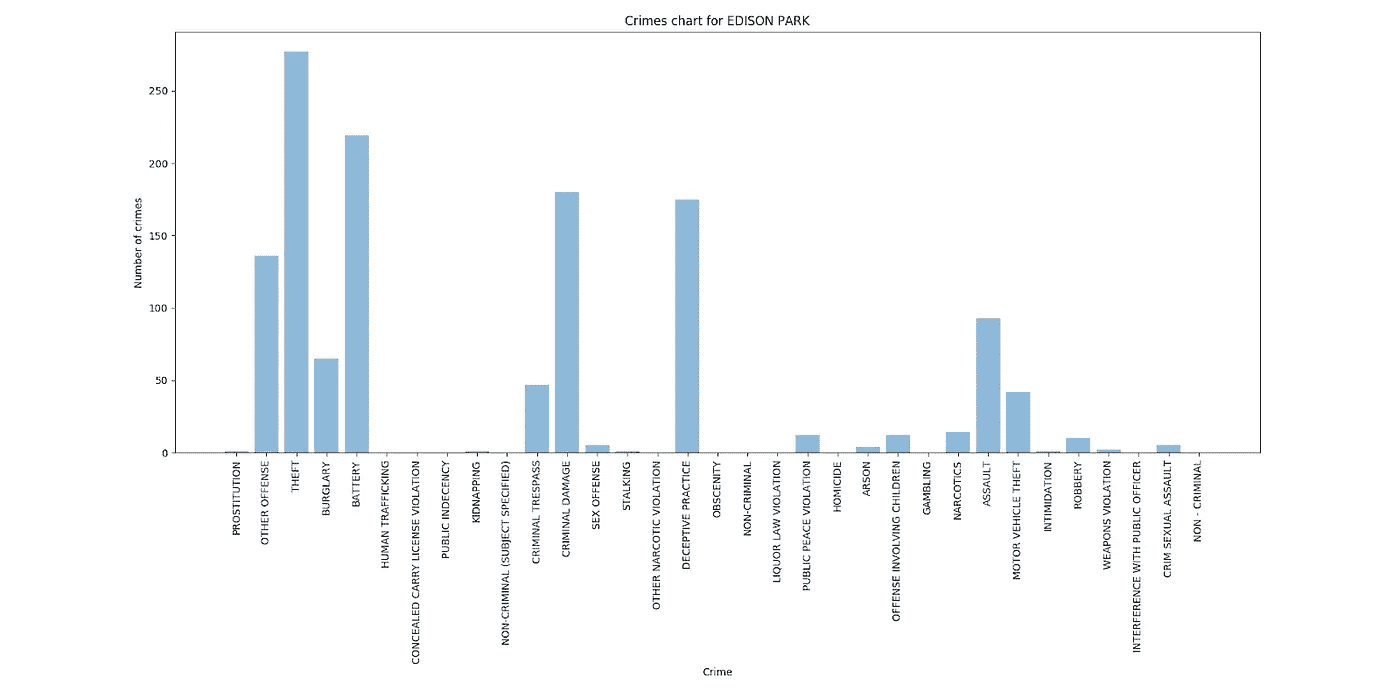 Crimes chart for EDISON PARK
Number of crimes
250
200
150
100
50
0
PROSTITUTION
OTHER OFFENSE
THEFT
BURGLARY
BATTERY
HUMAN TRAFFICKING
CONCEALED CARRY LICENSE VIOLATION
PUBLIC INDECENCY
KIDNAPPING
NON-CRIMINAL (SUBJECT SPECIFIED)
CRIMINAL TRESPASS
CRIMINAL DAMAGE
SEX OFFENSE
STALKING
OTHER NARCOTIC VIOLATION
DECEPTIVE PRACTICE
OBSCENITY
NON-CRIMINAL
LIQUOR LAW VIOLATION
PUBLIC PEACE VIOLATION
HOMICIDE
ARSON
OFFENSE INVOLVING CHILDREN
GAMBLING
NARCOTICS
ASSAULT
MOTOR VEHICLE THEFT
INTIMIDATION
ROBBERY
WEAPONS VIOLATION
INTERFERENCE WITH PUBLIC OFFICER
CRIM SEXUAL ASSAULT
NON - CRIMINAL
Crime